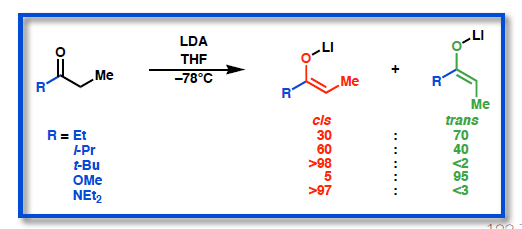 LDA
THF
–78°C
O
R
Me
O
LI
R
Me
+
O
LI
R
Me
cis
trans
R = Et 30 : 70
i-Pr 60 : 40
t-Bu >98 : <2
OMe 5 : 95
NEt2 >97 : <3